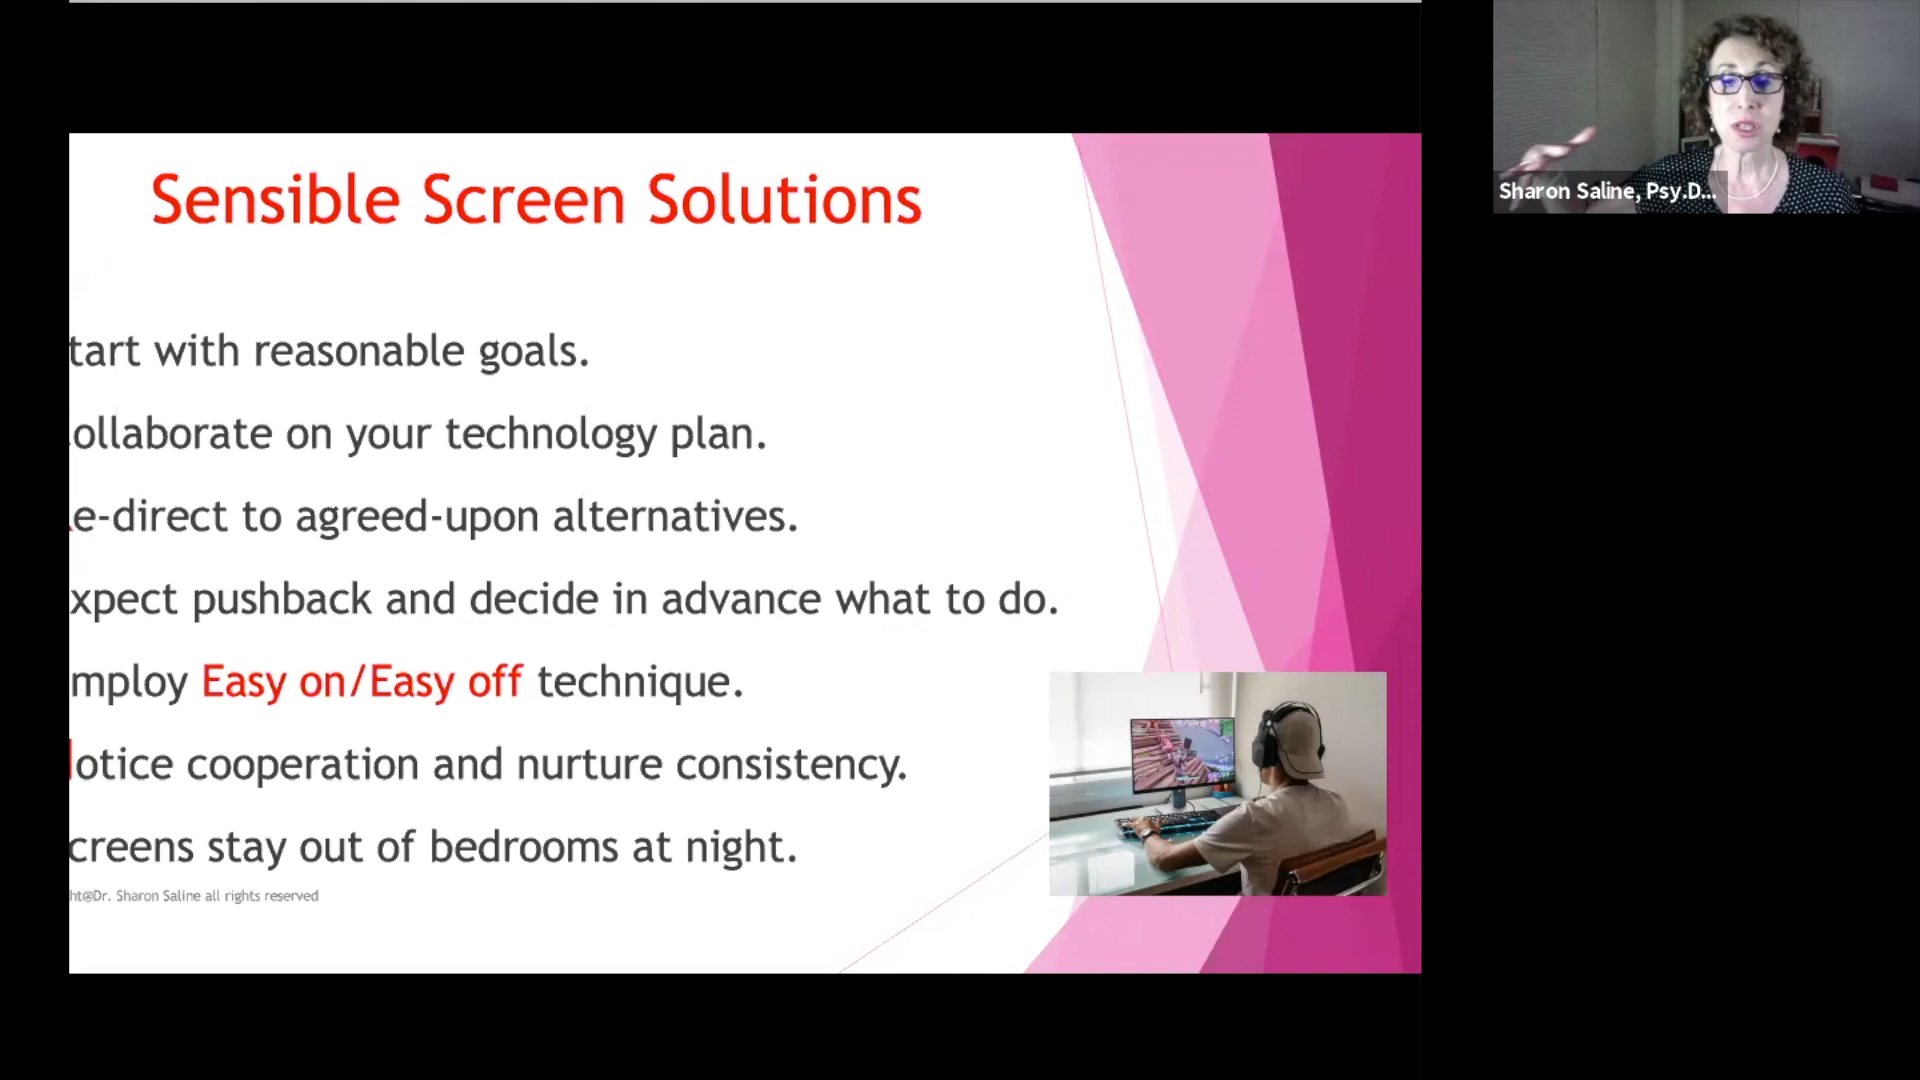 Sensible Screen Solutions
tart with reasonable goals.
ollaborate on your technology plan.
e-direct to agreed-upon alternatives.
xpect pushback and decide in advance what to do.
mploy Easy on/Easy off technique.
otice cooperation and nurture consistency.
creens stay out of bedrooms at night.
ht@Dr. Sharon Saline all rights reserved
Sharon Saline, Psy.D...